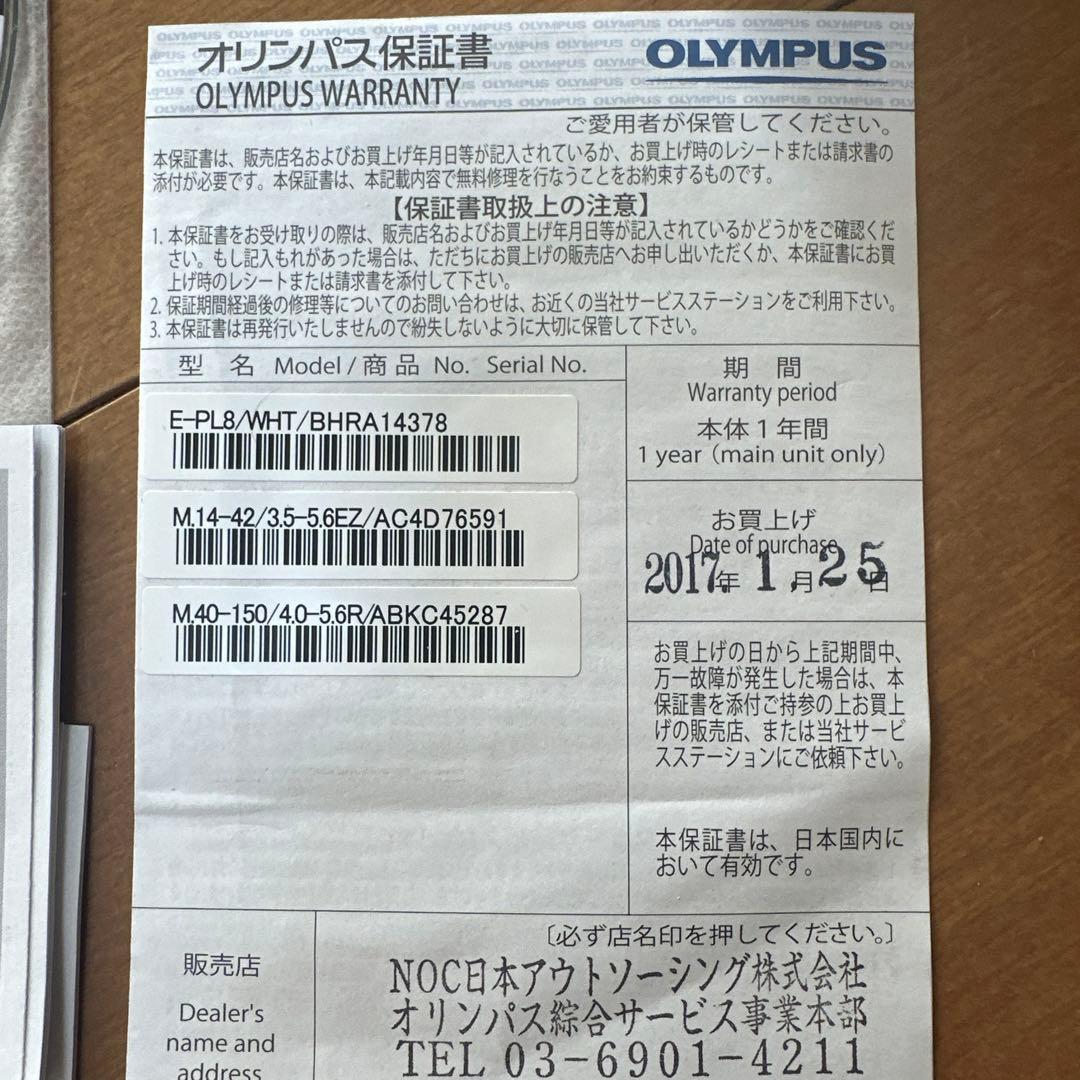 オリンパス保証書
OLYMPUS WARRANTY
OLYMPUS
ご愛用者が保管してください。
本保証書は、販売店名およびお買上げ年月日等が記入されているか、お買上げ時のレシートまたは請求書の
添付が必要です。本保証書は、本記載内容で無料修理を行なうことをお約束するものです。
【保証書取扱上の注意】
1. 本保証書をお受け取りの際は、販売店名およびお買上げ年月日等が記入されているかどうかをご確認くだ
さい。もし記入もれがあった場合は、ただちにお買上げの販売店へお申し出いただくか、本保証書にお買
上げ時のレシートまたは請求書を添付して下さい。
2. 保証期間経過後の修理等についてのお問い合わせは、お近くの当社サービスステーションをご利用下さい。
3. 本保証書は再発行いたしませんので紛失しないように大切に保管して下さい。
型 名 Model / 商品 No. Serial No.
E-PL8/WHT/BHRA14378
M.14-42/3.5-5.6EZ/AC4D76591
M.40-150/4.0-5.6R/ABKC45287
期 間
Warranty period
本体1年間
1 year (main unit only)
お買上げ
Date of purchase
2017.年 1.月25日
お買上げの日から上記期間中、
万一故障が発生した場合は、本
保証書を添付ご持参の上お買上
げの販売店、または当社サービ
スステーションにご依頼下さい。
本保証書は、日本国内に
おいて有効です。
販売店
Dealer's
name and
address
〔必ず店名印を押してください。〕
NOC日本アウトソーシング株式会社
オリンパス綜合サービス事業本部
TEL 03-6901-4211